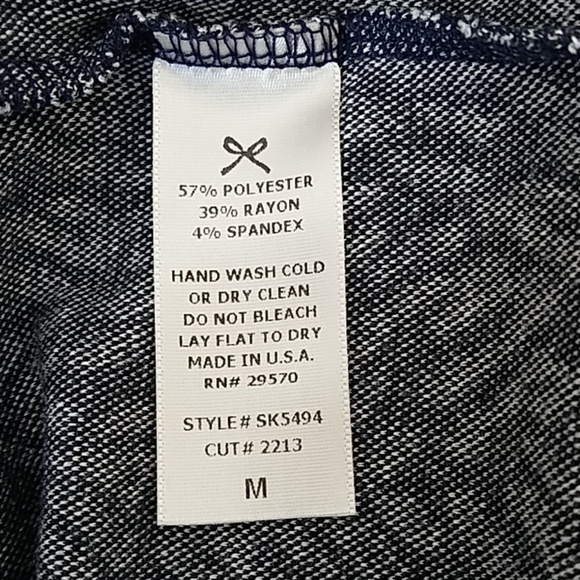 57% POLYESTER
39% RAYON
4% SPANDEX
HAND WASH COLD
OR DRY CLEAN
DO NOT BLEACH
LAY FLAT TO DRY
MADE IN U.S.A.
RN# 29570
STYLE# SK5494
CUT# 2213
M